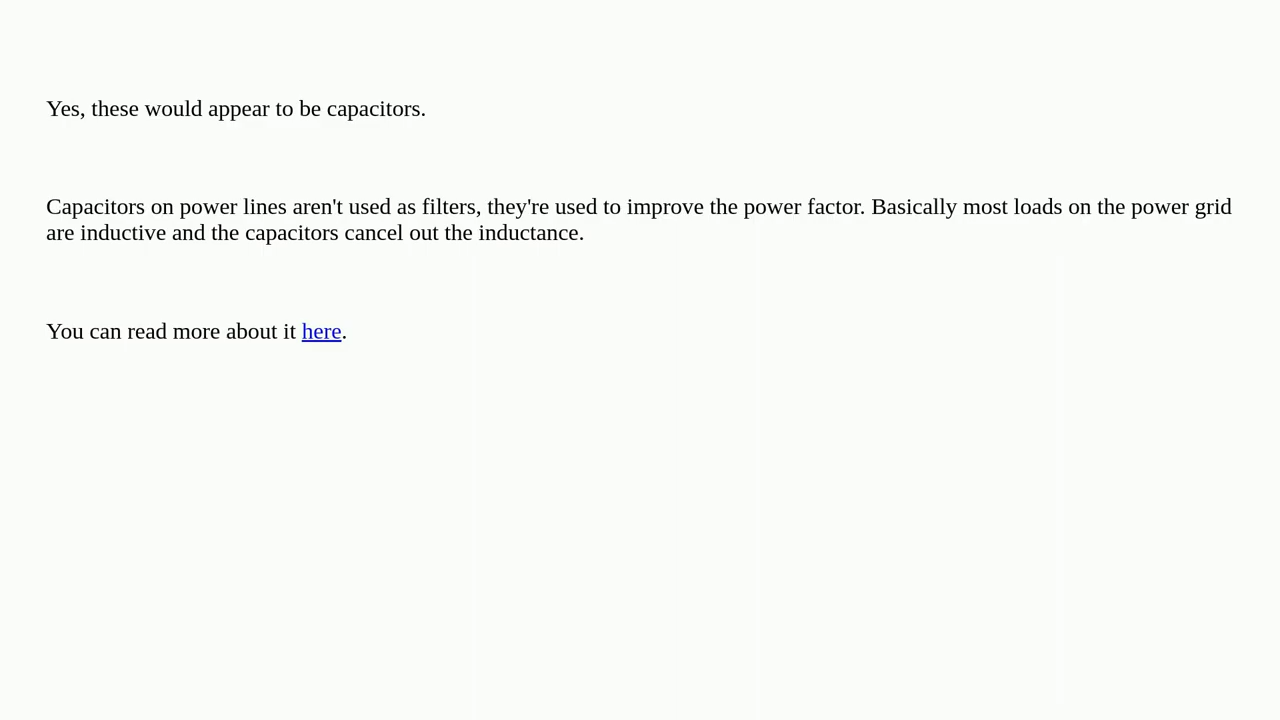 Yes, these would appear to be capacitors.
Capacitors on power lines aren't used as filters, they're used to improve the power factor. Basically most loads on the power grid
are inductive and the capacitors cancel out the inductance.
You can read more about it here.